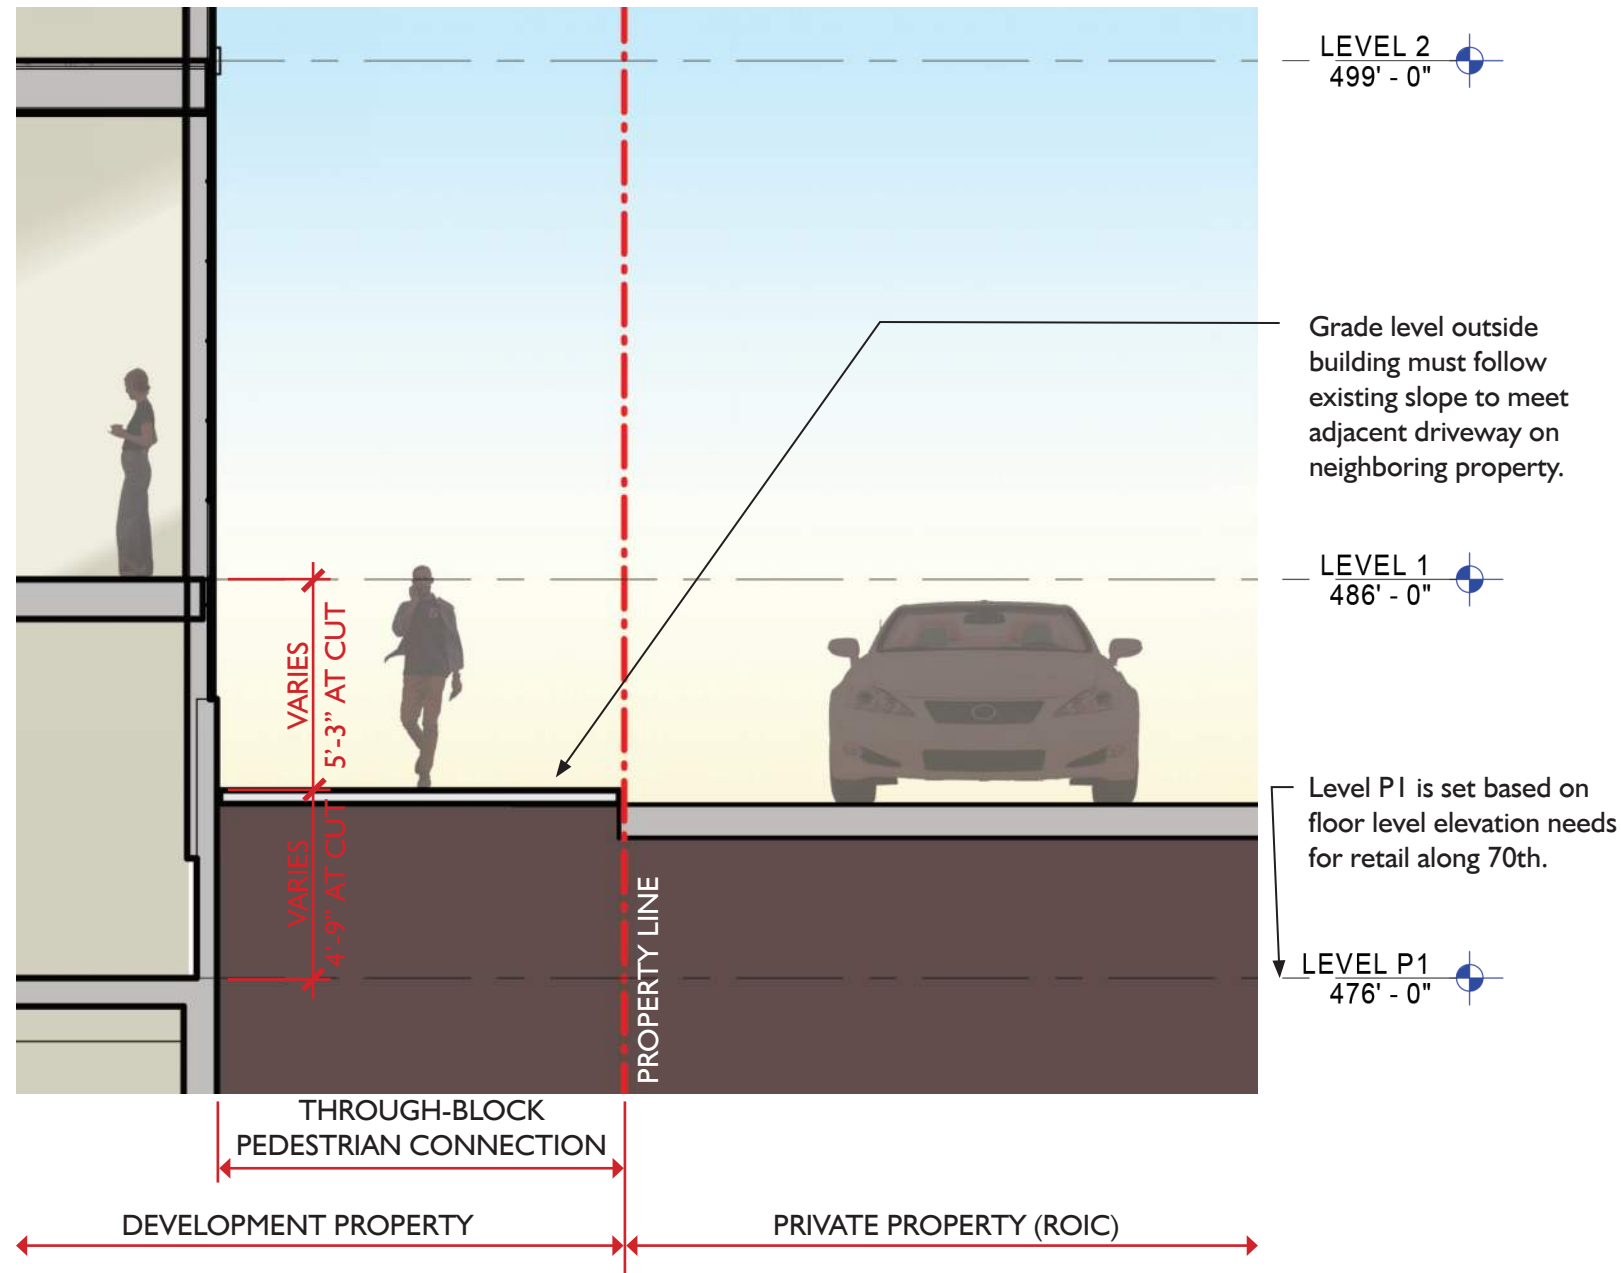 LEVEL 2
499' - 0"
Grade level outside
building must follow
existing slope to meet
adjacent driveway on
neighboring property.
LEVEL 1
486' - 0"
VARIES
5’-3” AT CUT
Level P1 is set based on
floor level elevation needs
for retail along 70th.
VARIES
4’-9” AT CUT
PROPERTY LINE
LEVEL P1
476' - 0"
THROUGH-BLOCK
PEDESTRIAN CONNECTION
DEVELOPMENT PROPERTY
PRIVATE PROPERTY (ROIC)